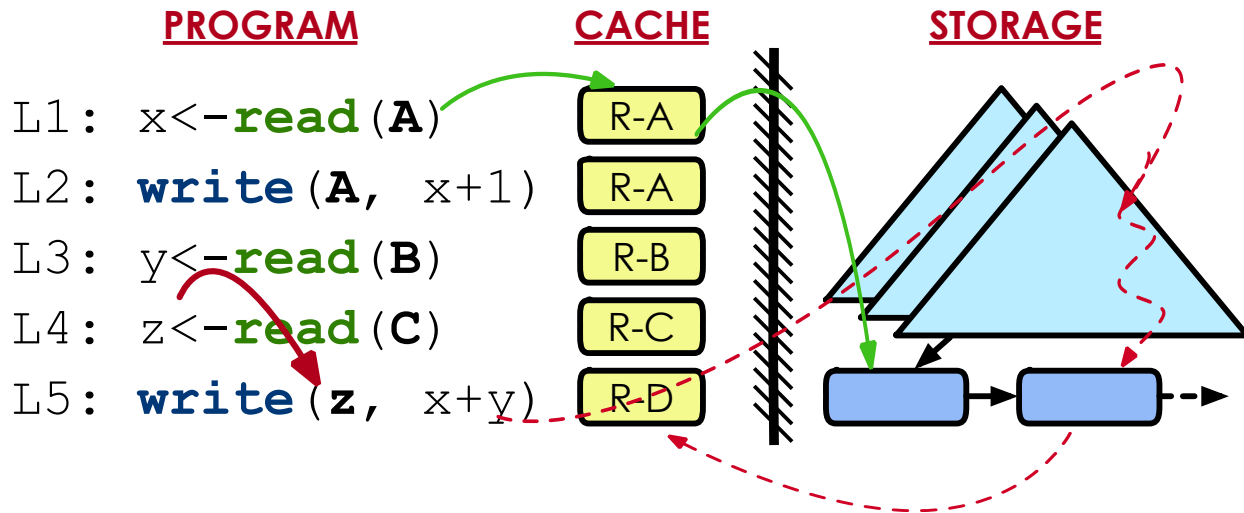 PROGRAM CACHE STORAGE
L1: x<-read(A) R-A
L2: write(A, x+1) R-A
L3: y<-read(B) R-B
L4: z<-read(C) R-C
L5: write(z, x+y) R-D